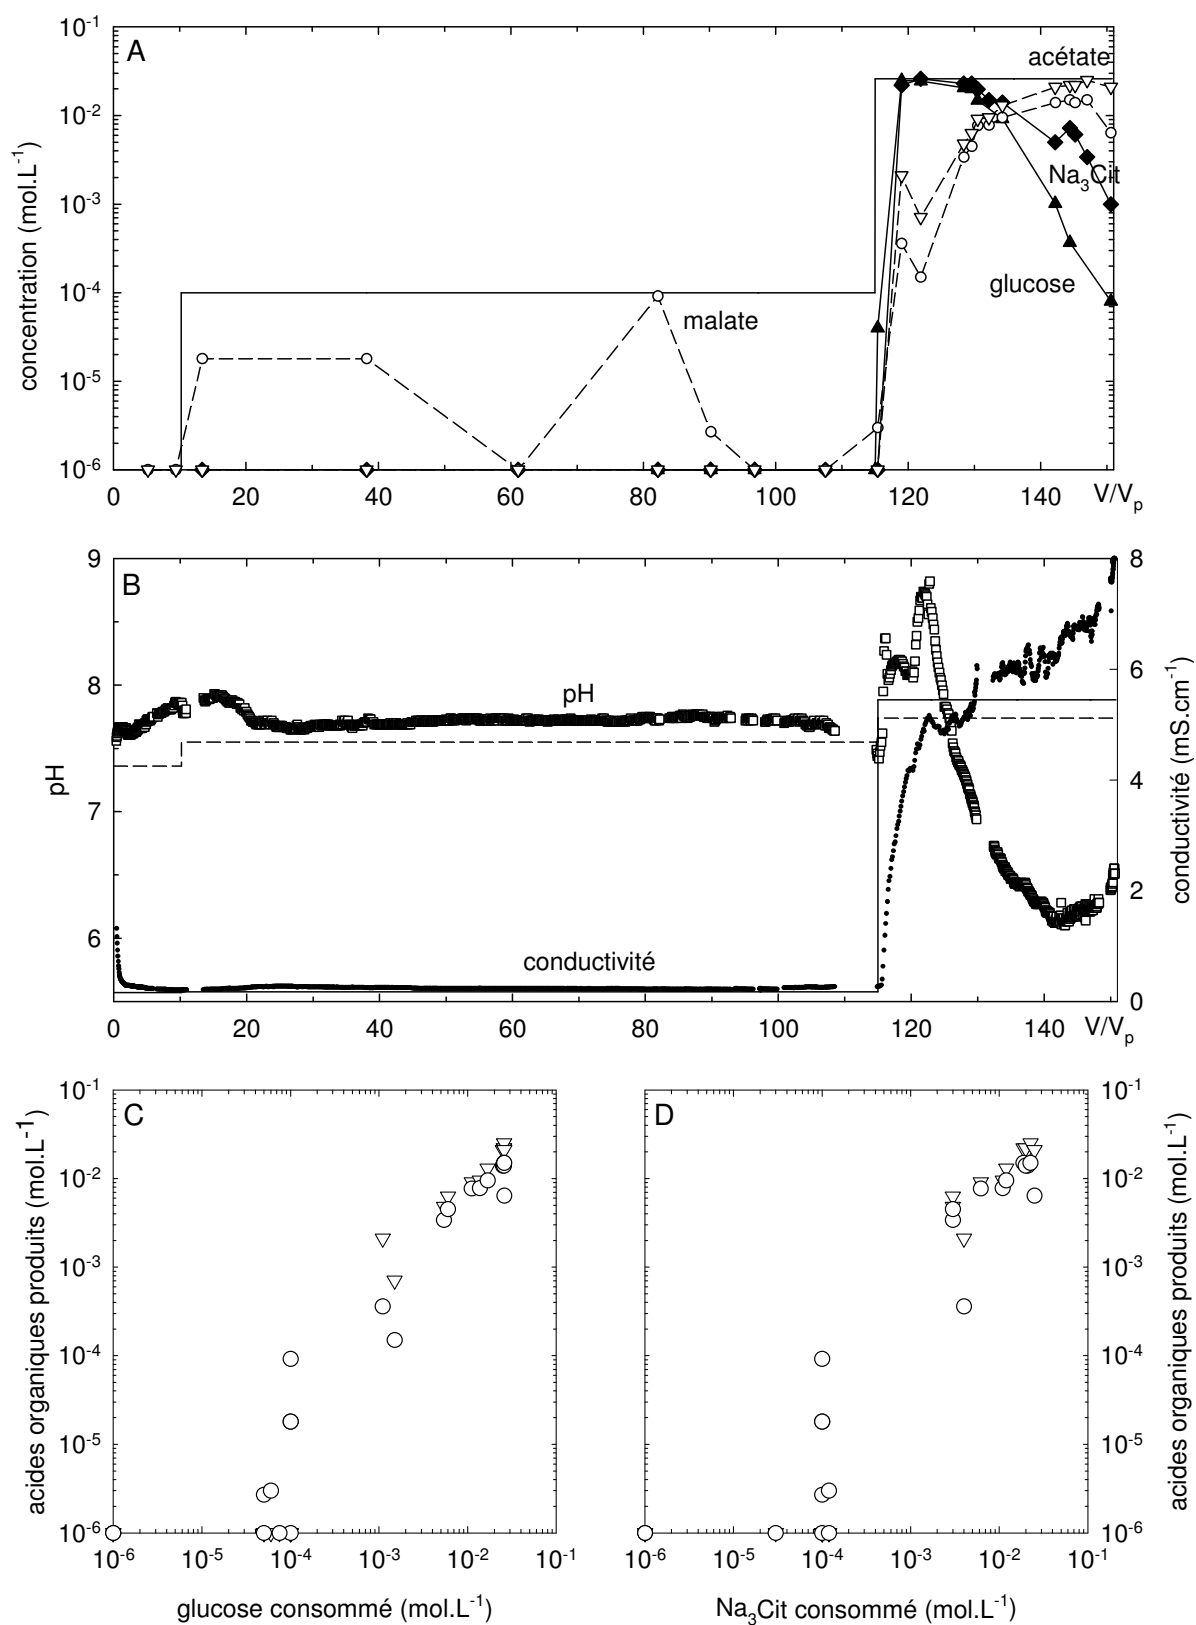 A
concentration (mol.L⁻¹)
10⁻¹
10⁻²
10⁻³
10⁻⁴
10⁻⁵
10⁻⁶
acétate
Na₃Cit
glucose
malate
0 20 40 60 80 100 120 140 V/Vₚ
B
pH
9
8
7
6
pH
conductivité
8
6
4
2
0
conductivité (mS.cm⁻¹)
0 20 40 60 80 100 120 140 V/Vₚ
C
acides organiques produits (mol.L⁻¹)
10⁻¹
10⁻²
10⁻³
10⁻⁴
10⁻⁵
10⁻⁶
10⁻⁶ 10⁻⁵ 10⁻⁴ 10⁻³ 10⁻² 10⁻¹
glucose consommé (mol.L⁻¹)
D
10⁻¹
10⁻²
10⁻³
10⁻⁴
10⁻⁵
10⁻⁶
acides organiques produits (mol.L⁻¹)
10⁻⁶ 10⁻⁵ 10⁻⁴ 10⁻³ 10⁻² 10⁻¹
Na₃Cit consommé (mol.L⁻¹)